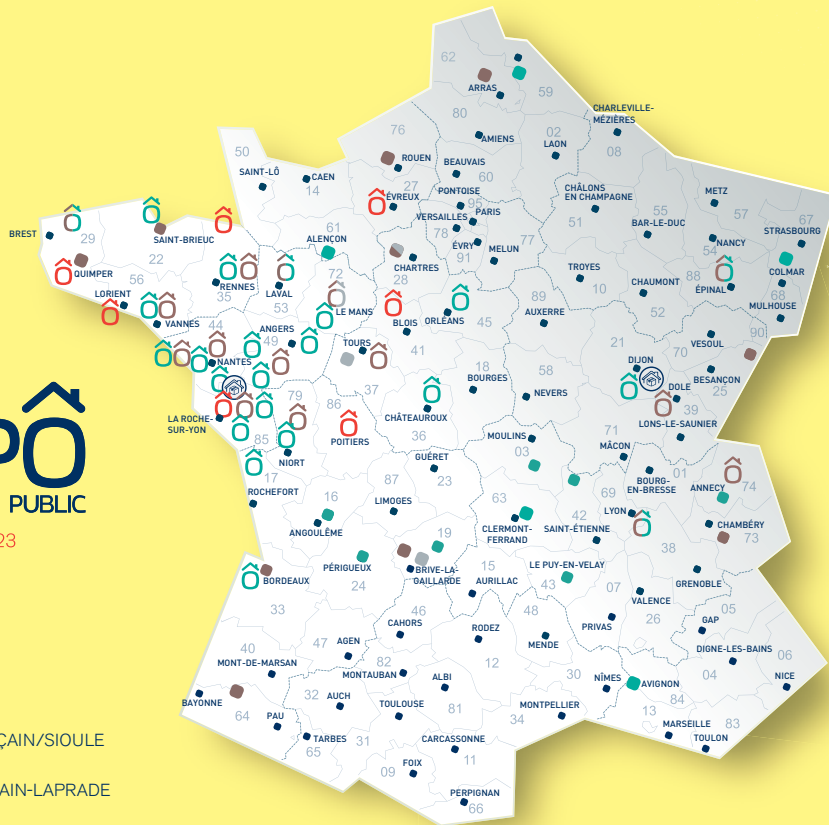 62
ARRAS
59
80
AMIENS
CHARLEVILLE-
MÉZIÈRES
02
LAON
08
76
ROUEN
BEAUVAIS
60
50
SAINT-LÔ
CAEN
14
27
ÉVREUX
PONTOISE
95
PARIS
VERSAILLES
78
ÉVRY
91
MELUN
77
CHÂLONS
EN CHAMPAGNE
51
55
BAR-LE-DUC
METZ
57
NANCY
54
67
STRASBOURG
COLMAR
68
MULHOUSE
88
ÉPINAL
BREST
29
SAINT-BRIEUC
22
QUIMPER
56
LORIENT
VANNES
61
ALENÇON
RENNES
35
LAVAL
53
72
LE MANS
CHARTRES
28
BLOIS
ORLÉANS
45
41
TROYES
10
CHAUMONT
52
89
AUXERRE
44
NANTES
ANGERS
49
TOURS
37
18
BOURGES
58
NEVERS
21
DIJON
70
VESOUL
90
BESANÇON
25
DOLE
39
LONS-LE-SAUNIER
LA ROCHE-
SUR-YON
85
79
NIORT
86
POITIERS
CHÂTEAUROUX
36
MOULINS
03
71
MÂCON
01
BOURG-
EN-BRESSE
ANNECY
74
17
ROCHEFORT
16
ANGOULÊME
87
LIMOGES
GUÉRET
23
63
CLERMONT-
FERRAND
42
SAINT-ÉTIENNE
69
LYON
CHAMBÉRY
73
38
GRENOBLE
PÔ
PUBLIC
23
BORDEAUX
33
PÉRIGUEUX
24
19
BRIVE-LA-
GAILLARDE
15
AURILLAC
LE PUY-EN-VELAY
43
07
PRIVAS
VALENCE
26
05
GAP
40
MONT-DE-MARSAN
47
AGEN
46
CAHORS
82
MONTAUBAN
RODEZ
12
48
MENDE
30
NÎMES
AVIGNON
84
DIGNE-LES-BAINS
04
06
NICE
BAYONNE
64
PAU
32
AUCH
TARBES
65
31
TOULOUSE
ALBI
81
34
MONTPELLIER
13
MARSEILLE
83
TOULON
CARCASSONNE
11
FOIX
09
PERPIGNAN
66
ÇAIN/SIOULE
AIN-LAPRADE